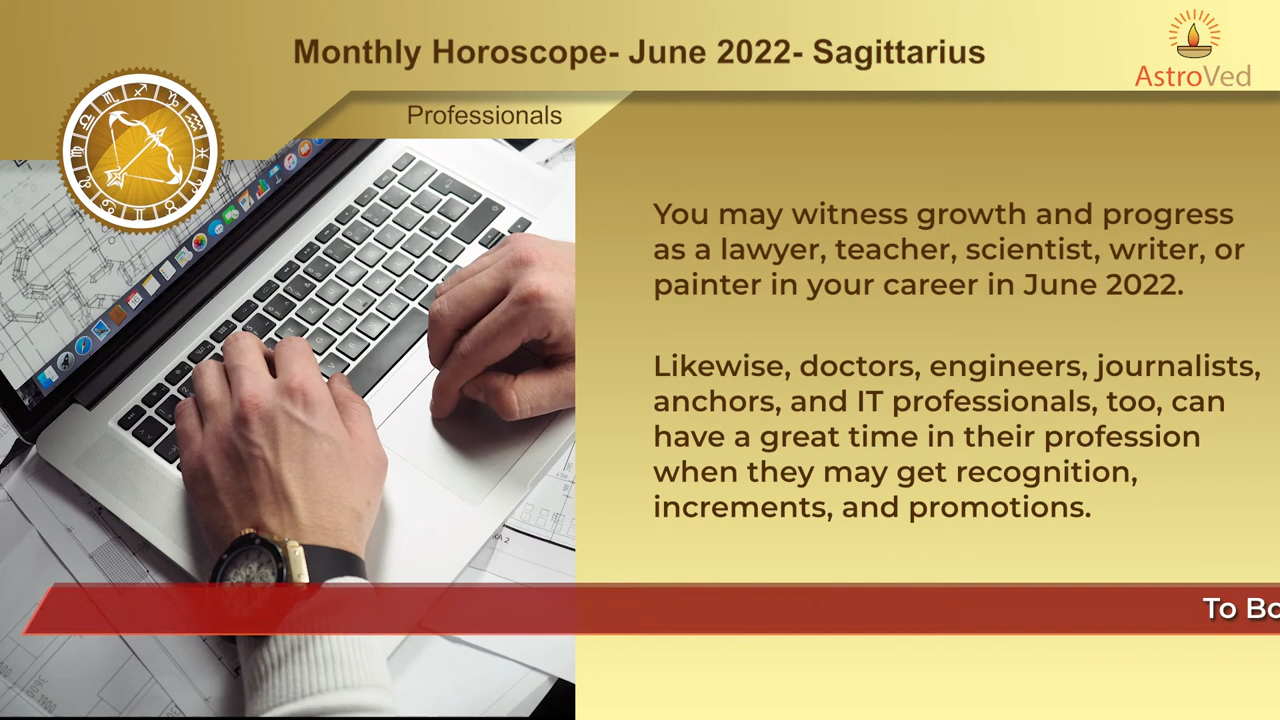 Monthly Horoscope- June 2022- Sagittarius
AstroVed
Professionals
You may witness growth and progress
as a lawyer, teacher, scientist, writer, or
painter in your career in June 2022.
Likewise, doctors, engineers, journalists,
anchors, and IT professionals, too, can
have a great time in their profession
when they may get recognition,
increments, and promotions.
To